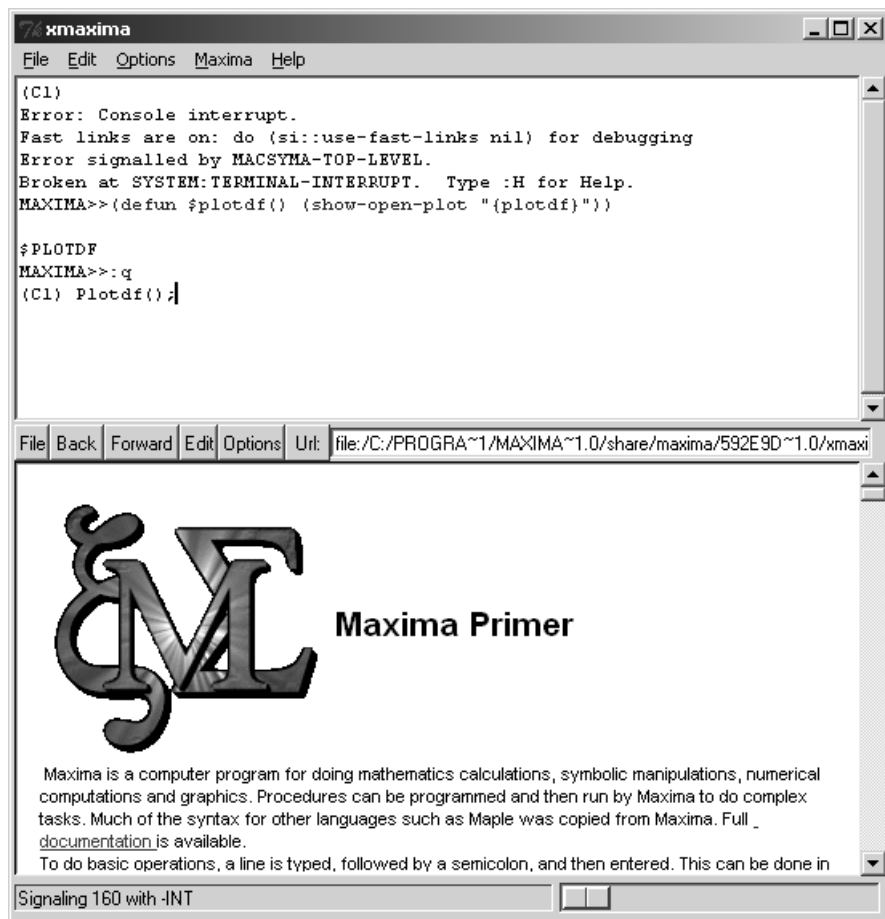 xmaxima
File Edit Options Maxima Help
(C1)
Error: Console interrupt.
Fast links are on: do (si::use-fast-links nil) for debugging
Error signalled by MACSYMA-TOP-LEVEL.
Broken at SYSTEM:TERMINAL-INTERRUPT.  Type :H for Help.
MAXIMA>>(defun $plotdf() (show-open-plot "{plotdf}"))
$PLOTDF
MAXIMA>>:q
(C1) Plotdf();
File Back Forward Edit Options Url: file:/C:/PROGRA~1/MAXIMA~1.0/share/maxima/592E9D~1.0/xmaxi
Maxima Primer
Maxima is a computer program for doing mathematics calculations, symbolic manipulations, numerical
computations and graphics. Procedures can be programmed and then run by Maxima to do complex
tasks. Much of the syntax for other languages such as Maple was copied from Maxima. Full
documentation is available.
To do basic operations, a line is typed, followed by a semicolon, and then entered. This can be done in
Signaling 160 with -INT